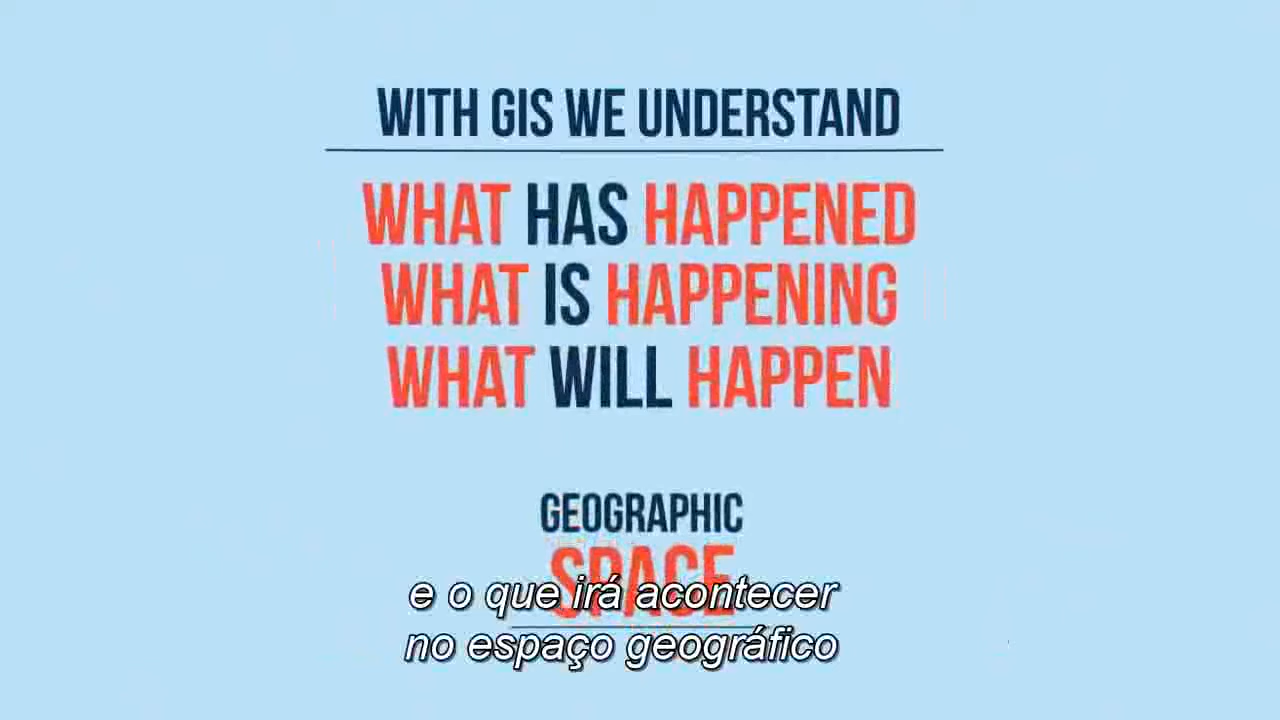 WITH GIS WE UNDERSTAND
WHAT HAS HAPPENED
WHAT IS HAPPENING
WHAT WILL HAPPEN
GEOGRAPHIC
SPACE
e o que irá acontecer
no espaço geográfico